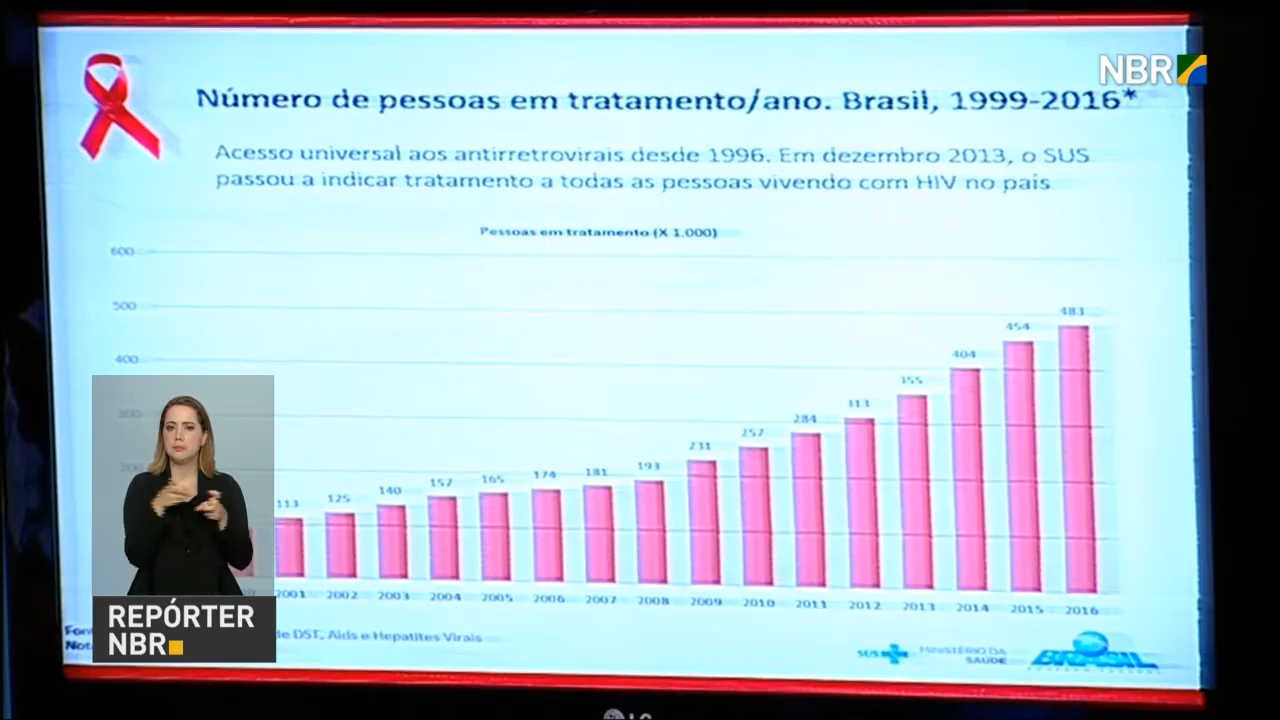 NBR
Número de pessoas em tratamento/ano. Brasil, 1999-2016*
Acesso universal aos antirretrovirais desde 1996. Em dezembro 2013, o SUS
passou a indicar tratamento a todas as pessoas vivendo com HIV no país
Pessoas em tratamento (X 1.000)
600
500
400
300
200
113
125
140
157
165
174
181
193
231
257
284
313
355
404
454
483
2001 2002 2003 2004 2005 2006 2007 2008 2009 2010 2011 2012 2013 2014 2015 2016
de DST, Aids e Hepatites Virais
SUS
MINISTÉRIO DA
SAÚDE
BRASIL
REPÓRTER
NBR
LG